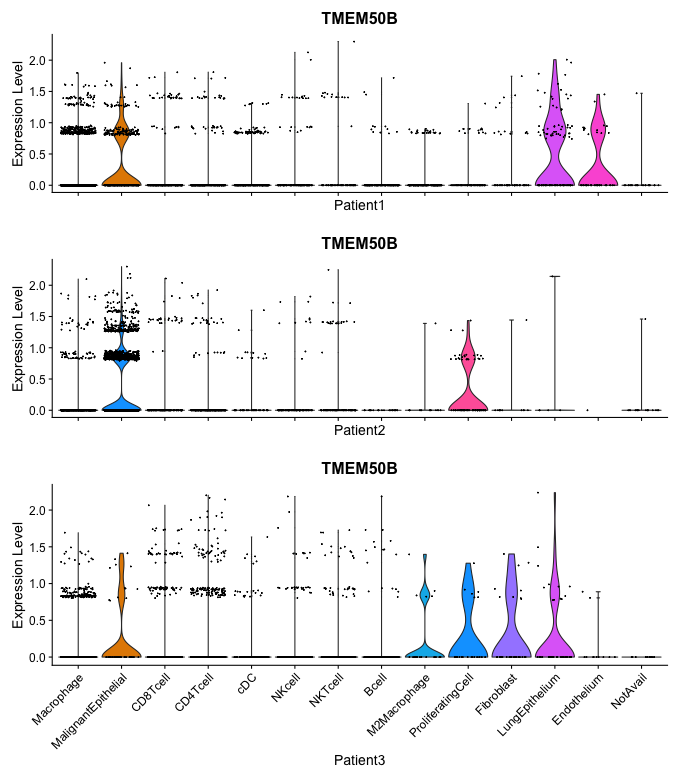 TMEM50B
Expression Level
2.0
1.5
1.0
0.5
0.0
Patient1
TMEM50B
Expression Level
2.0
1.5
1.0
0.5
0.0
Patient2
TMEM50B
Expression Level
2.0
1.5
1.0
0.5
0.0
Macrophage
MalignantEpithelial
CD8Tcell
CD4Tcell
cDC
NKcell
NKTcell
Bcell
M2Macrophage
ProliferatingCell
Fibroblast
LungEpithelium
Endothelium
NotAvail
Patient3